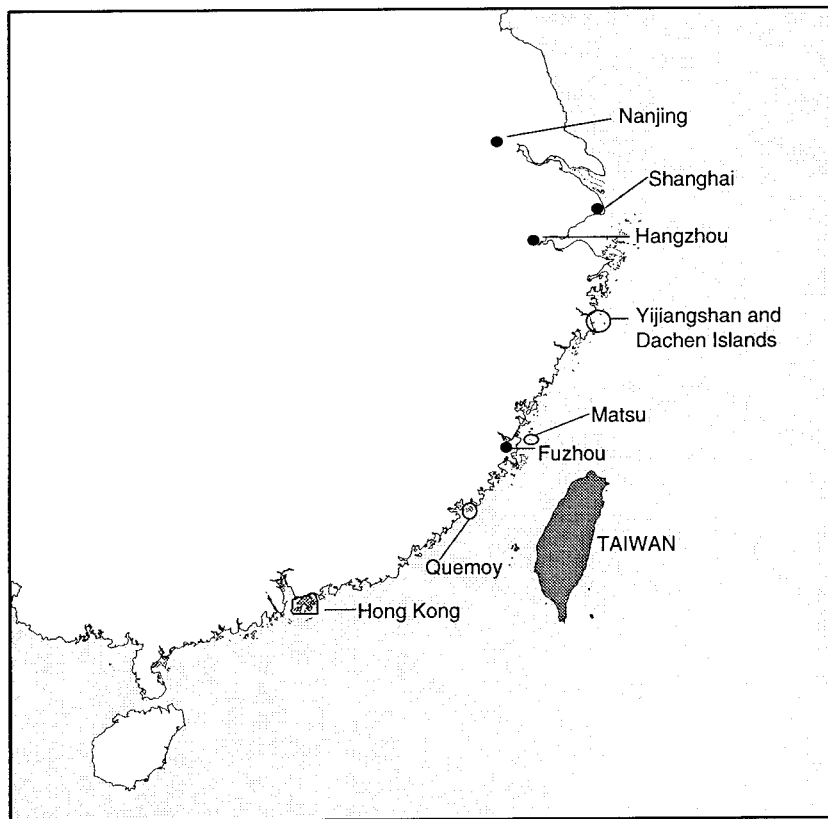 Nanjing
Shanghai
Hangzhou
Yijiangshan and
Dachen Islands
Matsu
Fuzhou
TAIWAN
Quemoy
Hong Kong